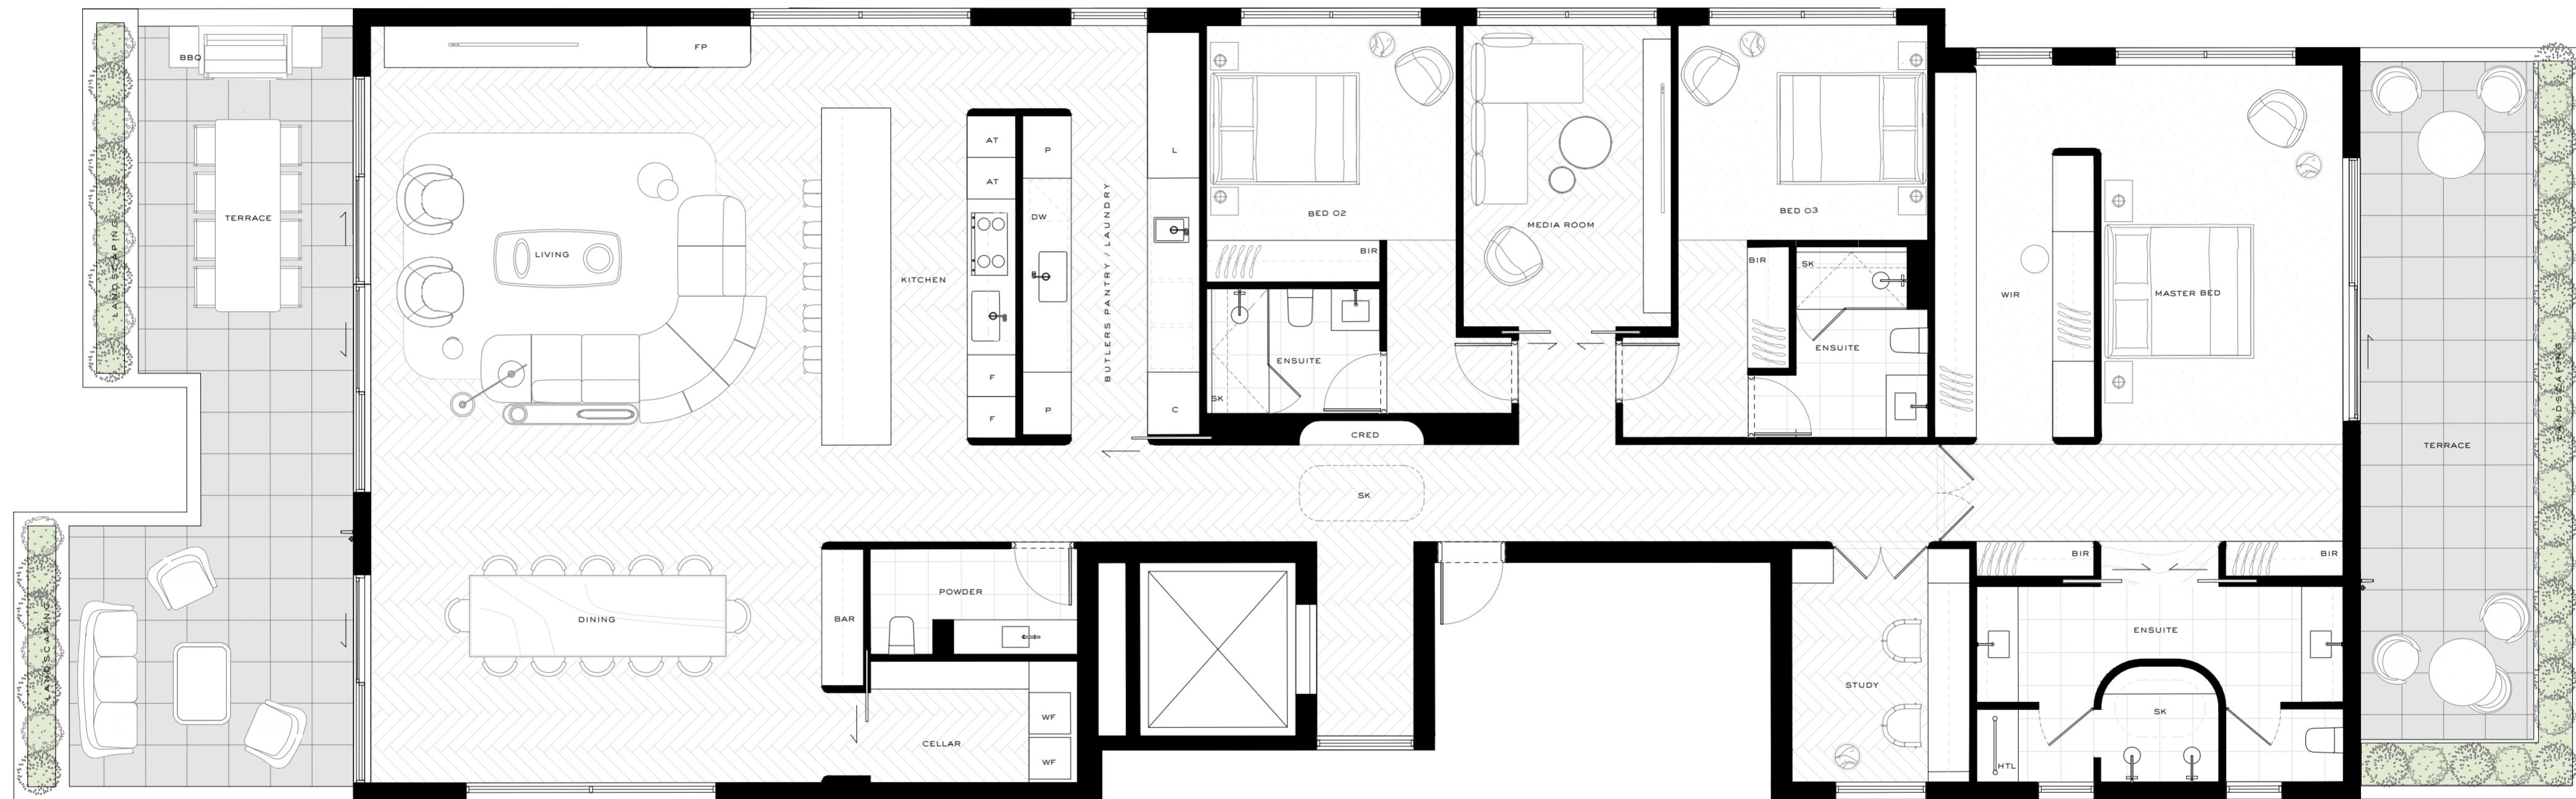 BBQ
TERRACE
LANDSCAPING
LANDSCAPING
FP
LIVING
KITCHEN
AT
AT
F
F
P
DW
P
BUTLERS PANTRY / LAUNDRY
L
C
BED 02
BIR
ENSUITE
SK
CRED
SK
MEDIA ROOM
BED 03
BIR
SK
ENSUITE
WIR
MASTER BED
TERRACE
LANDSCAPING
DINING
BAR
POWDER
CELLAR
WF
WF
STUDY
BIR
BIR
ENSUITE
SK
HTL